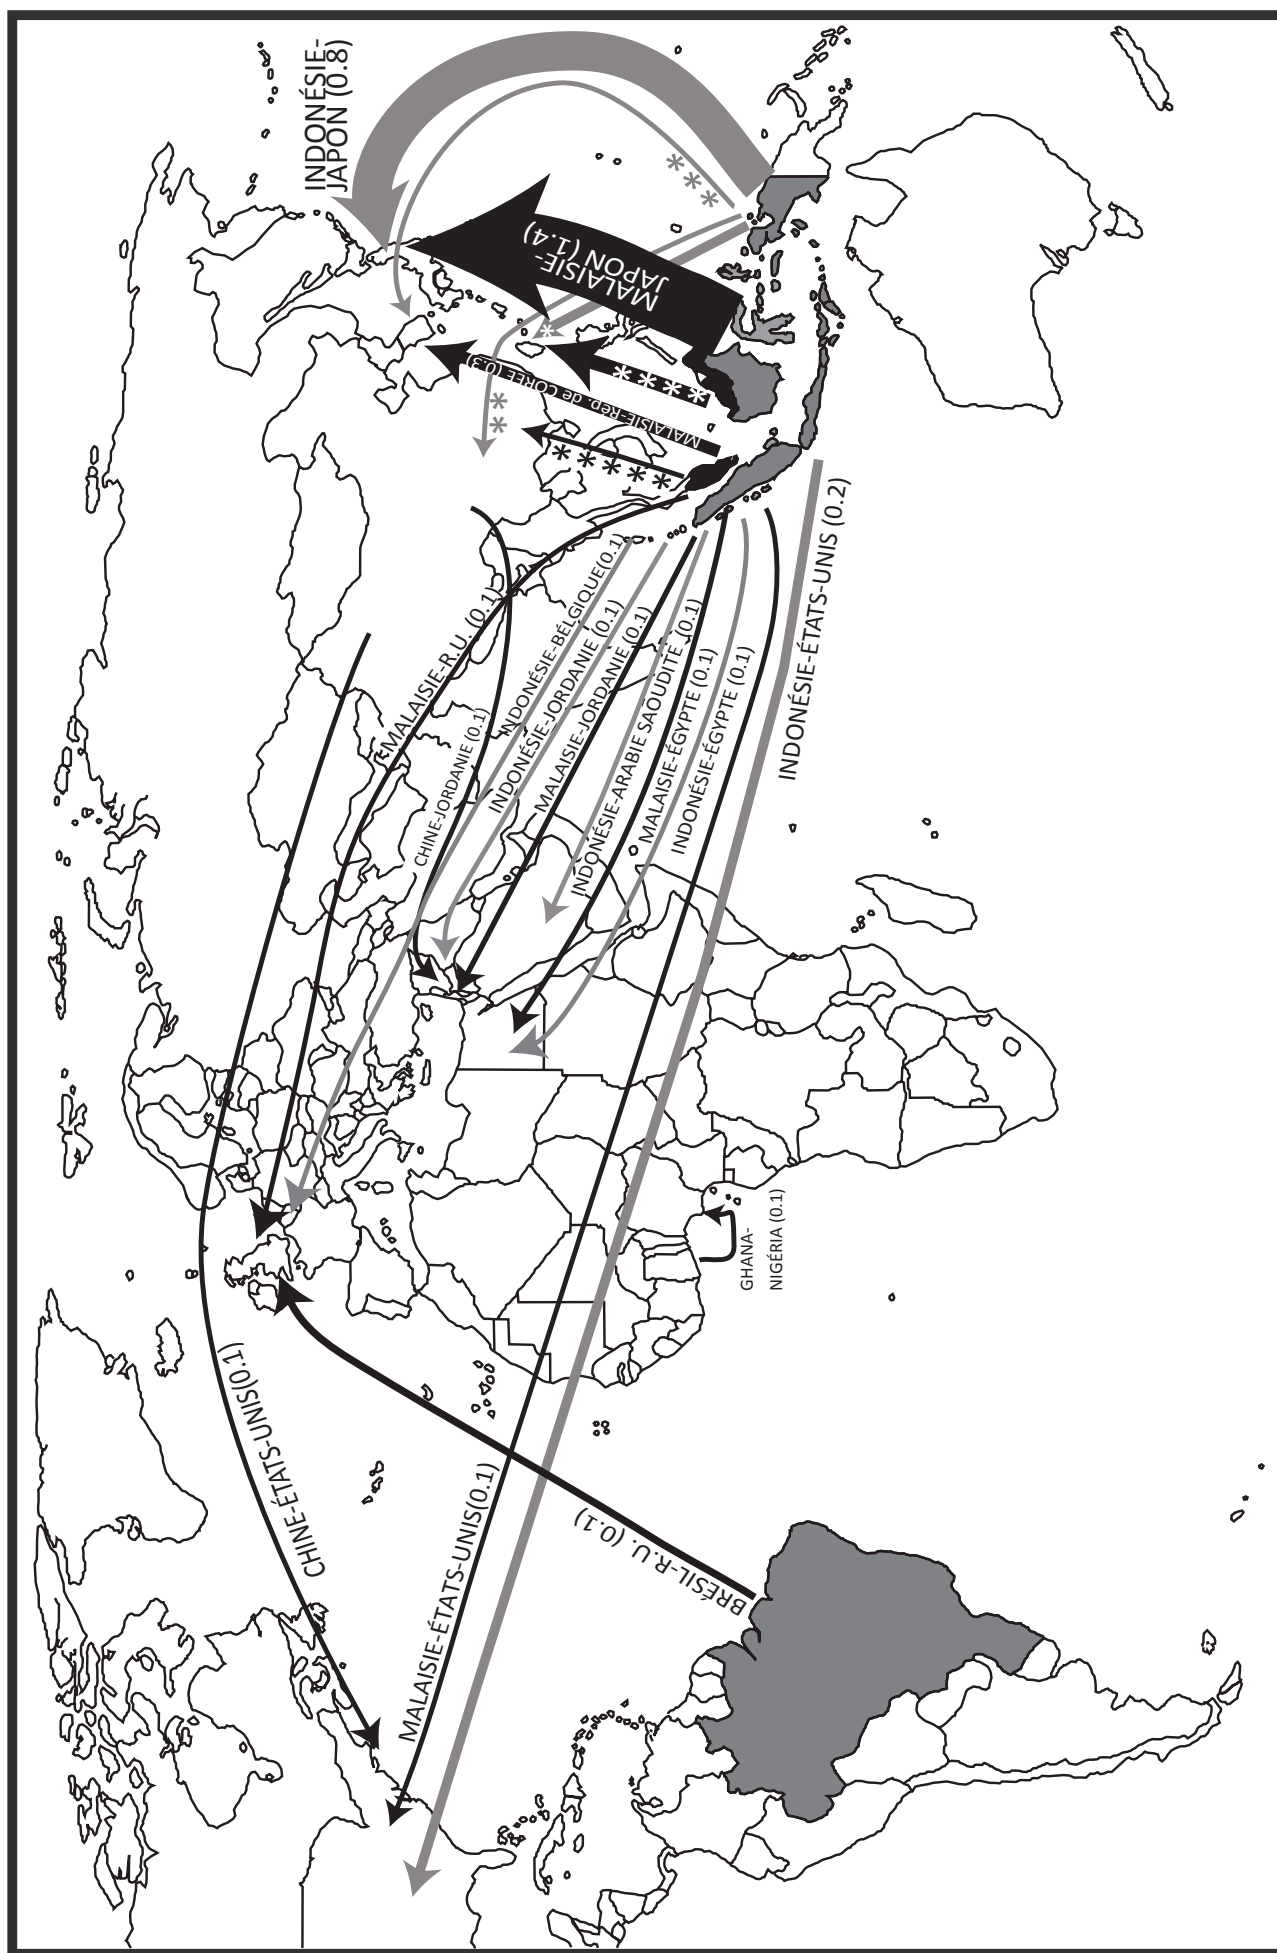 INDONÉSIE-
JAPON (0.8)
***
MALAISIE-
JAPON (1.4)
*
****
MALAISIE-Rep. de CORÉE (0.3)
**
*****
MALAISIE-R.U. (0.1)
CHINE-JORDANIE (0.1)
INDONÉSIE-BELGIQUE(0.1)
INDONÉSIE-JORDANIE (0.1)
MALAISIE-JORDANIE (0.1)
INDONÉSIE-ARABIE SAOUDITE (0.1)
MALAISIE-ÉGYPTE (0.1)
INDONÉSIE-ÉGYPTE (0.1)
INDONÉSIE-ÉTATS-UNIS (0.2)
GHANA-
NIGÉRIA (0.1)
CHINE-ÉTATS-UNIS(0.1)
MALAISIE-ÉTATS-UNIS(0.1)
BRÉSIL-R.U. (0.1)